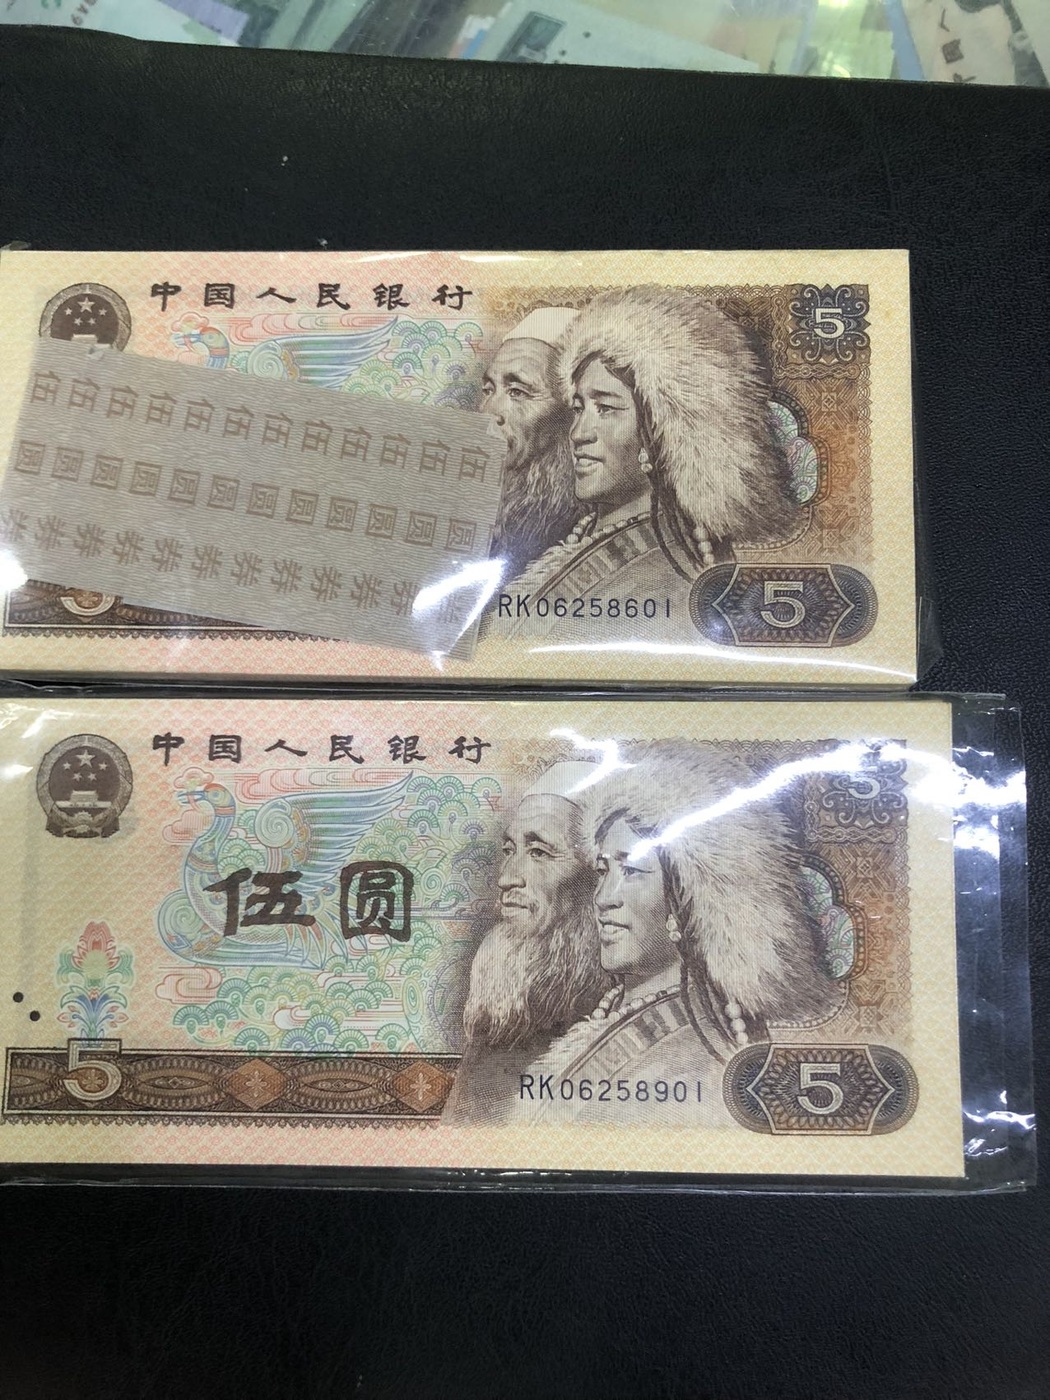 中国人民银行
5
伍 伍 伍 伍 伍 伍 伍 伍 伍 伍 伍
圆 圆 圆 圆 圆 圆 圆 圆 圆 圆 圆
券 券 券 券 券 券 券 券 券 券
5
RK06258601
5
中国人民银行
5
伍圆
5
RK06258901
5